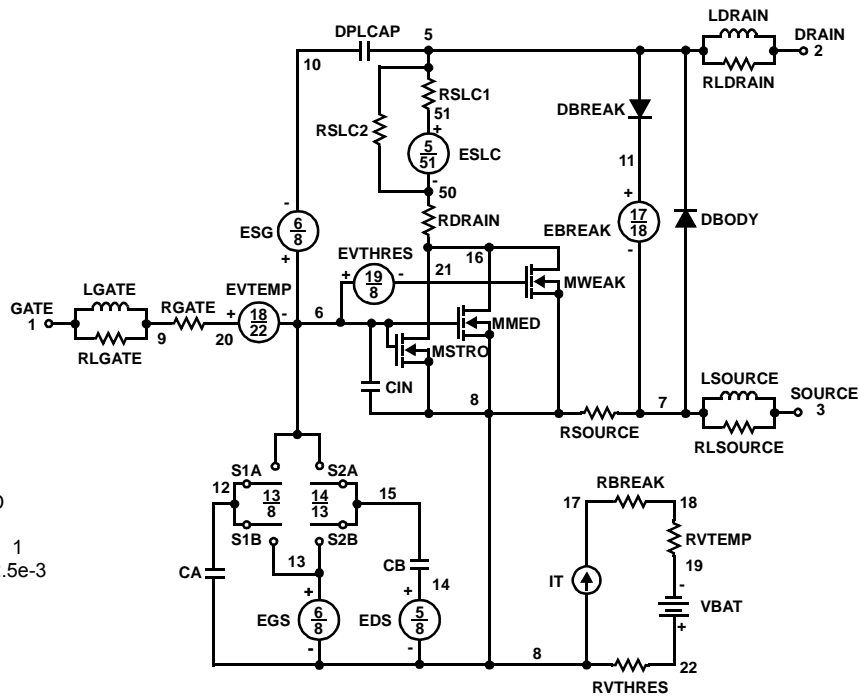 LDRAIN
DPLCAP 5 DRAIN
10 2
RLDRAIN
RSLC1
51 DBREAK
RSLC2 +
5
51 ESLC 11
- 50
- + 
6
8 RDRAIN 17
18 DBODY
ESG EBREAK
+ EVTHRES 16 -
+ 19
8 - 21 MWEAK
LGATE EVTEMP
GATE RGATE + 18
22 - 6 MMED
1 9 20
RLGATE MSTRO
CIN LSOURCE
8 7 SOURCE
3
RSOURCE RLSOURCE
S1A S2A
12 13
8 14
13 15 RBREAK
17 18
S1B S2B
0
13 CB RVTEMP
1 CA 19
.5e-3 14 IT -
+ + VBAT
EGS 6
8 EDS 5
8 +
- - 8 22
RVTHRES